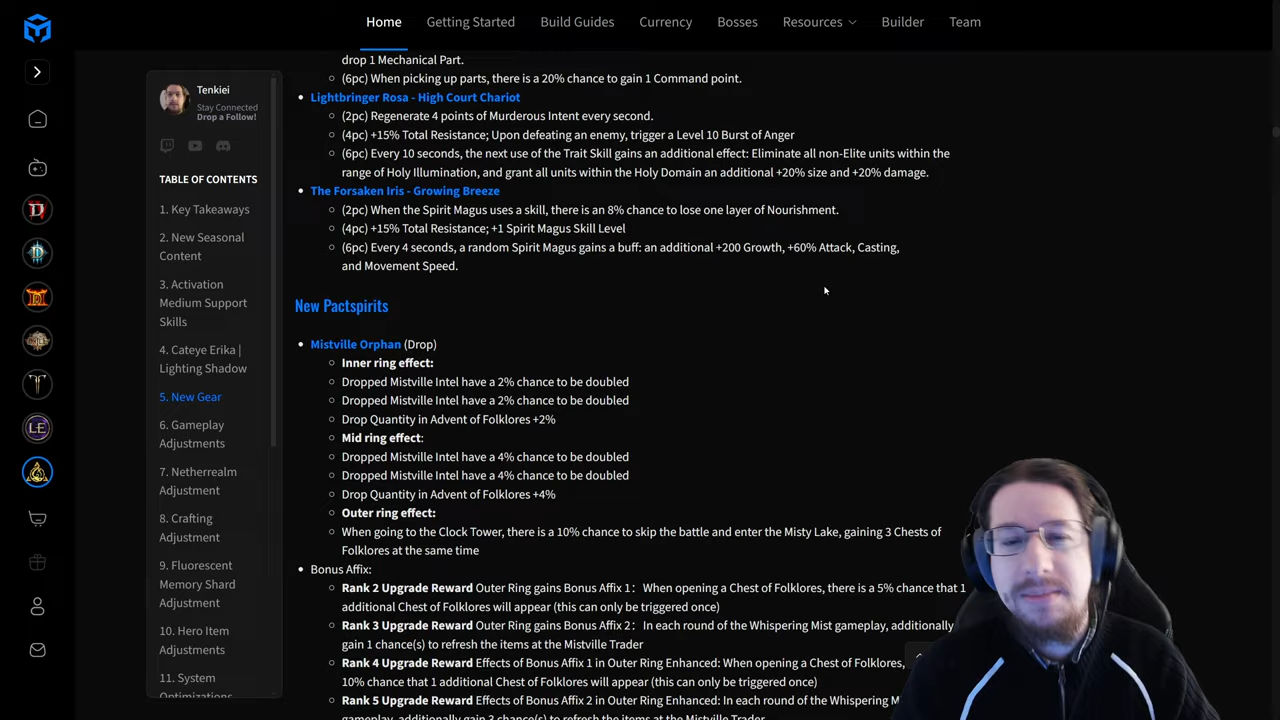 Home
Getting Started
Build Guides
Currency
Bosses
Resources
Builder
Team
Tenkiei
Stay Connected
Drop a Follow!
TABLE OF CONTENTS
1. Key Takeaways
2. New Seasonal
Content
3. Activation
Medium Support
Skills
4. Cateye Erika |
Lighting Shadow
5. New Gear
6. Gameplay
Adjustments
7. Netherrealm
Adjustment
8. Crafting
Adjustment
9. Fluorescent
Memory Shard
Adjustment
10. Hero Item
Adjustments
11. System
Optimizations
drop 1 Mechanical Part.
(6pc) When picking up parts, there is a 20% chance to gain 1 Command point.
Lightbringer Rosa - High Court Chariot
(2pc) Regenerate 4 points of Murderous Intent every second.
(4pc) +15% Total Resistance; Upon defeating an enemy, trigger a Level 10 Burst of Anger
(6pc) Every 10 seconds, the next use of the Trait Skill gains an additional effect: Eliminate all non-Elite units within the
range of Holy Illumination, and grant all units within the Holy Domain an additional +20% size and +20% damage.
The Forsaken Iris - Growing Breeze
(2pc) When the Spirit Magus uses a skill, there is an 8% chance to lose one layer of Nourishment.
(4pc) +15% Total Resistance; +1 Spirit Magus Skill Level
(6pc) Every 4 seconds, a random Spirit Magus gains a buff: an additional +200 Growth, +60% Attack, Casting,
and Movement Speed.
New Pactspirits
Mistville Orphan (Drop)
Inner ring effect:
Dropped Mistville Intel have a 2% chance to be doubled
Dropped Mistville Intel have a 2% chance to be doubled
Drop Quantity in Advent of Folklores +2%
Mid ring effect:
Dropped Mistville Intel have a 4% chance to be doubled
Dropped Mistville Intel have a 4% chance to be doubled
Drop Quantity in Advent of Folklores +4%
Outer ring effect:
When going to the Clock Tower, there is a 10% chance to skip the battle and enter the Misty Lake, gaining 3 Chests of
Folklores at the same time
Bonus Affix:
Rank 2 Upgrade Reward Outer Ring gains Bonus Affix 1: When opening a Chest of Folklores, there is a 5% chance that 1
additional Chest of Folklores will appear (this can only be triggered once)
Rank 3 Upgrade Reward Outer Ring gains Bonus Affix 2: In each round of the Whispering Mist gameplay, additionally
gain 1 chance(s) to refresh the items at the Mistville Trader
Rank 4 Upgrade Reward Effects of Bonus Affix 1 in Outer Ring Enhanced: When opening a Chest of Folklores,
10% chance that 1 additional Chest of Folklores will appear (this can only be triggered once)
Rank 5 Upgrade Reward Effects of Bonus Affix 2 in Outer Ring Enhanced: In each round of the Whispering
gameplay, additionally gain 3 chance(s) to refresh the items at the Mistville Trader